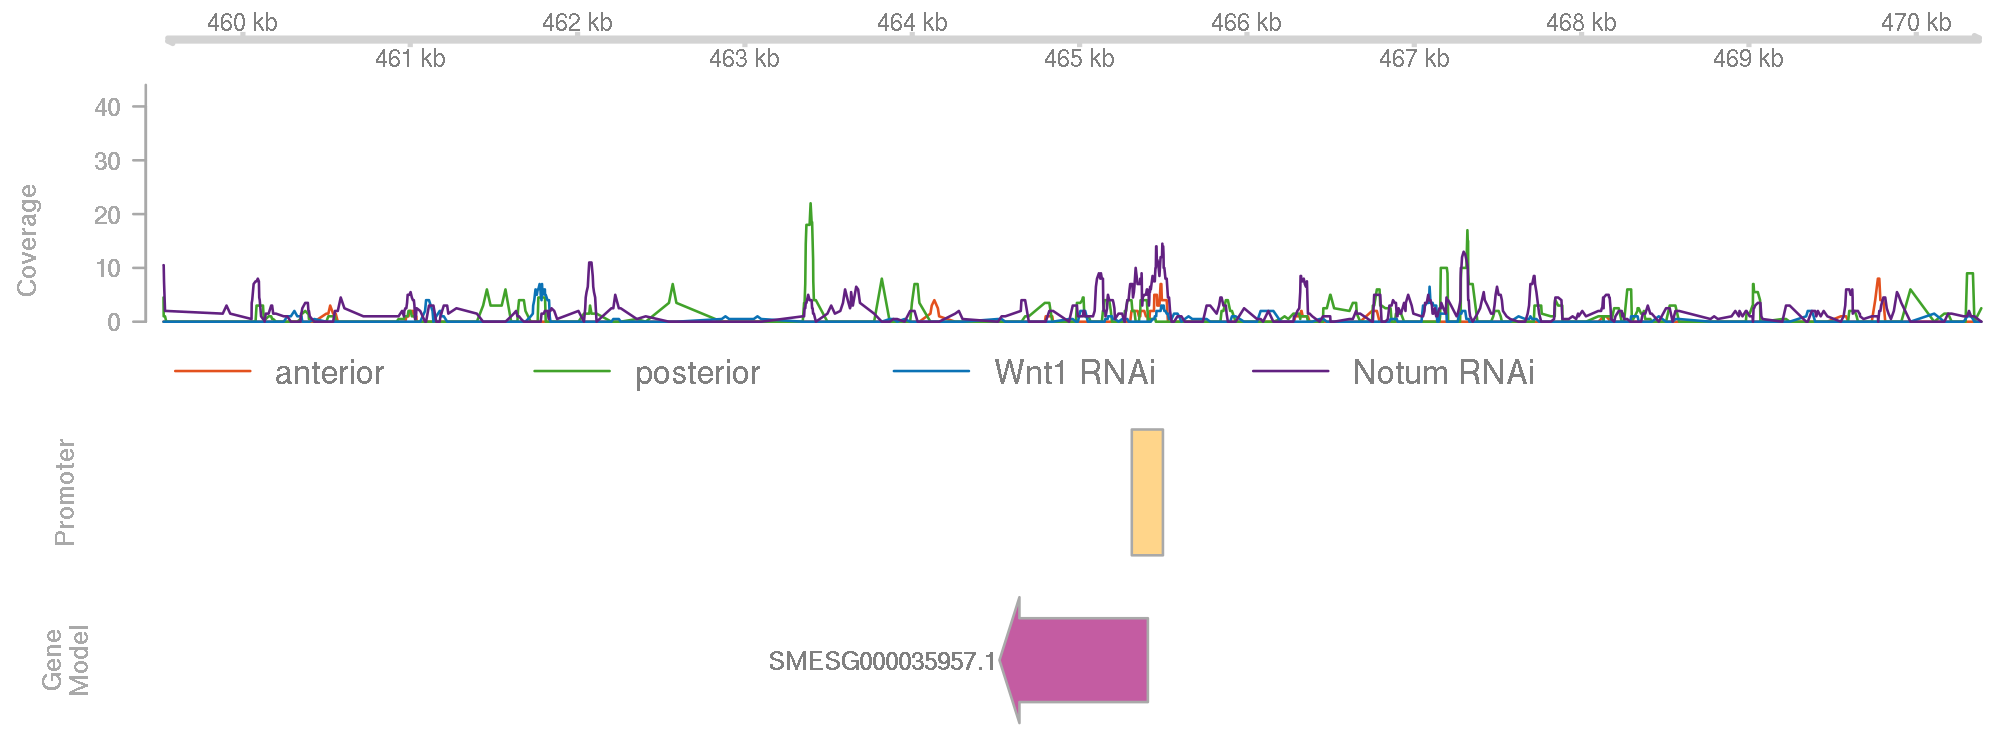 460 kb 462 kb 464 kb 466 kb 468 kb 470 kb
461 kb 463 kb 465 kb 467 kb 469 kb
40
30
20
10
0
Coverage
anterior posterior Wnt1 RNAi Notum RNAi
Promoter
Gene
Model
SMESG000035957.1